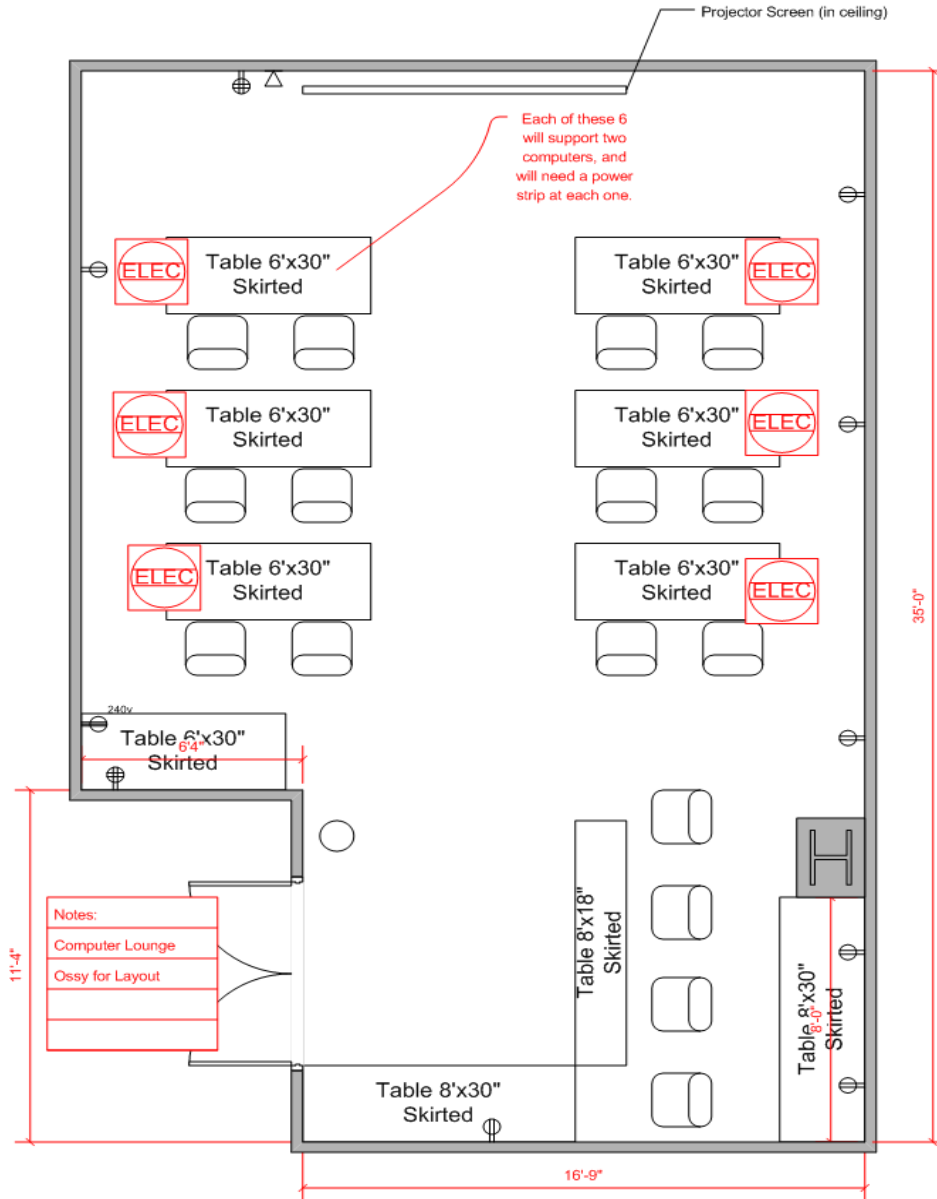 Projector Screen (in ceiling)
Each of these 6
will support two
computers, and
will need a power
strip at each one.
ELEC
Table 6'x30"
Skirted
Table 6'x30"
Skirted
ELEC
ELEC
Table 6'x30"
Skirted
Table 6'x30"
Skirted
ELEC
ELEC
Table 6'x30"
Skirted
Table 6'x30"
Skirted
ELEC
35'-0"
240v
Table 6'x30"
Skirted
6'4"
Notes:
Computer Lounge
Ossy for Layout
11'-4"
Table 8'x18"
Skirted
Table 8'x30"
Skirted
8'-0"
Table 8'x30"
Skirted
16'-9"